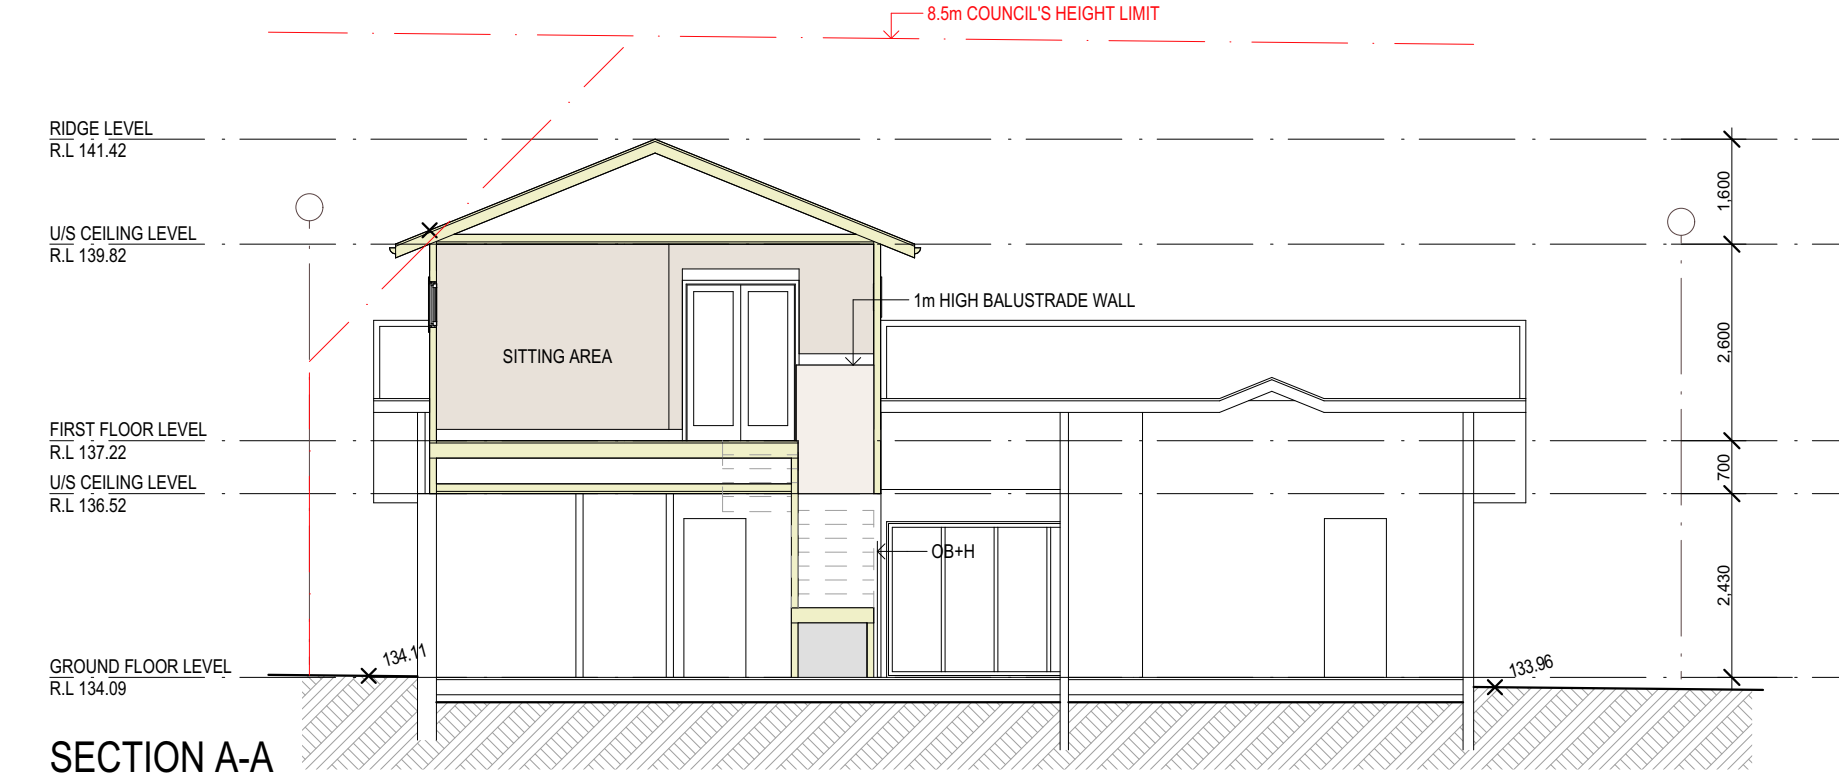 8.5m COUNCIL'S HEIGHT LIMIT
RIDGE LEVEL
R.L 141.42
1,600
U/S CEILING LEVEL
R.L 139.82
1m HIGH BALUSTRADE WALL
SITTING AREA
2,600
FIRST FLOOR LEVEL
R.L 137.22
700
U/S CEILING LEVEL
R.L 136.52
OB+H
2,430
134.11
133.96
GROUND FLOOR LEVEL
R.L 134.09
SECTION A-A